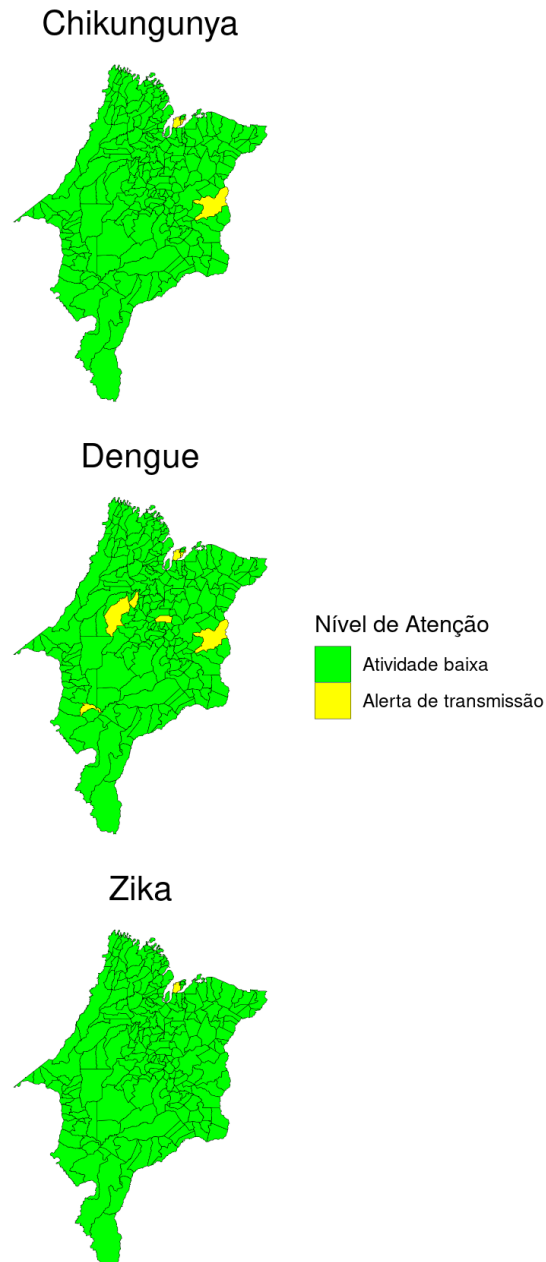 Chikungunya
Dengue
Nível de Atenção
Atividade baixa
Alerta de transmissão
Zika